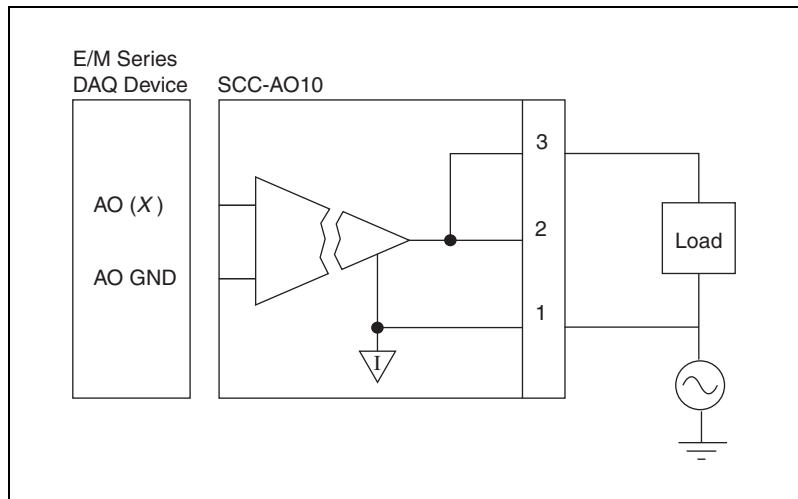 E/M Series
DAQ Device
SCC-AO10
AO (X)
AO GND
3
2
1
I
Load